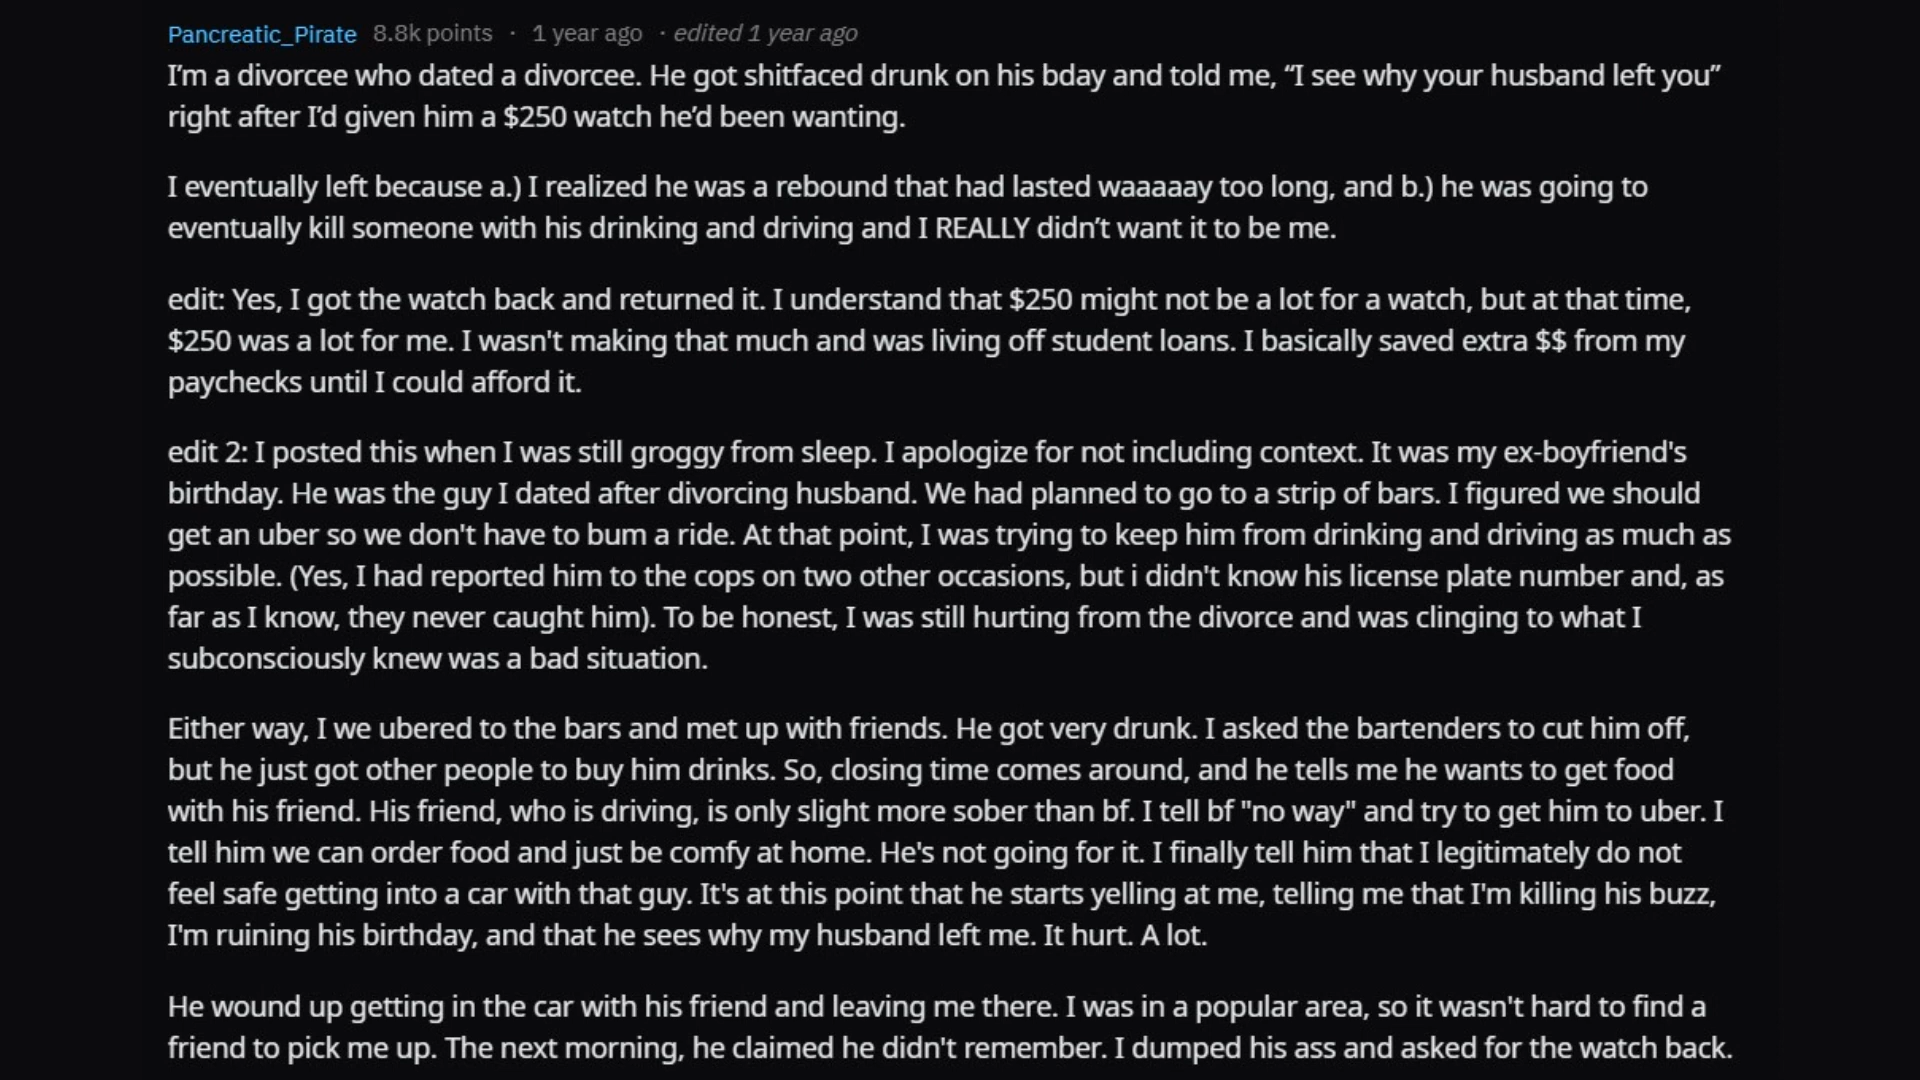 Pancreatic_Pirate 8.8k points · 1 year ago · edited 1 year ago
I’m a divorcee who dated a divorcee. He got shitfaced drunk on his bday and told me, “I see why your husband left you”
right after I’d given him a $250 watch he’d been wanting.
I eventually left because a.) I realized he was a rebound that had lasted waaaaay too long, and b.) he was going to
eventually kill someone with his drinking and driving and I REALLY didn’t want it to be me.
edit: Yes, I got the watch back and returned it. I understand that $250 might not be a lot for a watch, but at that time,
$250 was a lot for me. I wasn't making that much and was living off student loans. I basically saved extra $$ from my
paychecks until I could afford it.
edit 2: I posted this when I was still groggy from sleep. I apologize for not including context. It was my ex-boyfriend's
birthday. He was the guy I dated after divorcing husband. We had planned to go to a strip of bars. I figured we should
get an uber so we don't have to bum a ride. At that point, I was trying to keep him from drinking and driving as much as
possible. (Yes, I had reported him to the cops on two other occasions, but i didn't know his license plate number and, as
far as I know, they never caught him). To be honest, I was still hurting from the divorce and was clinging to what I
subconsciously knew was a bad situation.
Either way, I we ubered to the bars and met up with friends. He got very drunk. I asked the bartenders to cut him off,
but he just got other people to buy him drinks. So, closing time comes around, and he tells me he wants to get food
with his friend. His friend, who is driving, is only slight more sober than bf. I tell bf "no way" and try to get him to uber. I
tell him we can order food and just be comfy at home. He's not going for it. I finally tell him that I legitimately do not
feel safe getting into a car with that guy. It's at this point that he starts yelling at me, telling me that I'm killing his buzz,
I'm ruining his birthday, and that he sees why my husband left me. It hurt. A lot.
He wound up getting in the car with his friend and leaving me there. I was in a popular area, so it wasn't hard to find a
friend to pick me up. The next morning, he claimed he didn't remember. I dumped his ass and asked for the watch back.